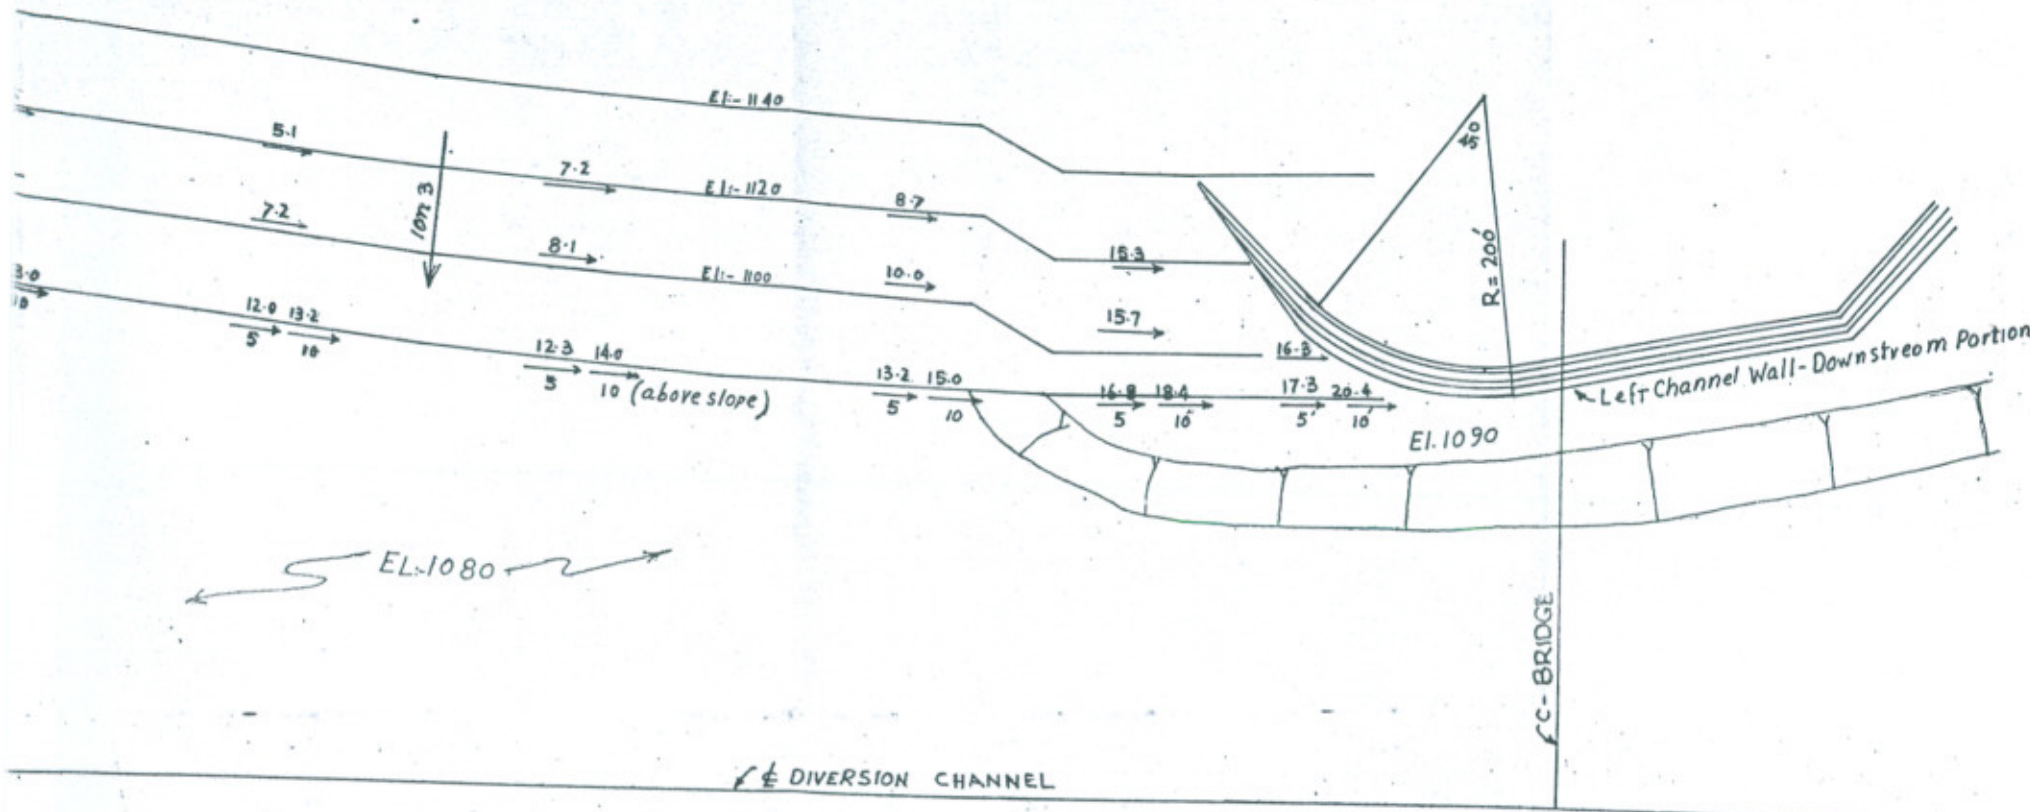 El:- 1140
5.1
7.2
El:- 1120
8.7
45
1 on 3
7.2
8.1
El:- 1100
10.0
15.3
R = 200'
15.7
3.0
10
12.0 13.2
5 10
12.3 14.0
5 10 (above slope)
13.2 15.0
5 10
16.3
16.8 18.4
5 10
17.3 20.4
5' 10'
Left Channel Wall-Downstreom Portion
El. 1090
EL:-1080
C - BRIDGE
℄ DIVERSION CHANNEL